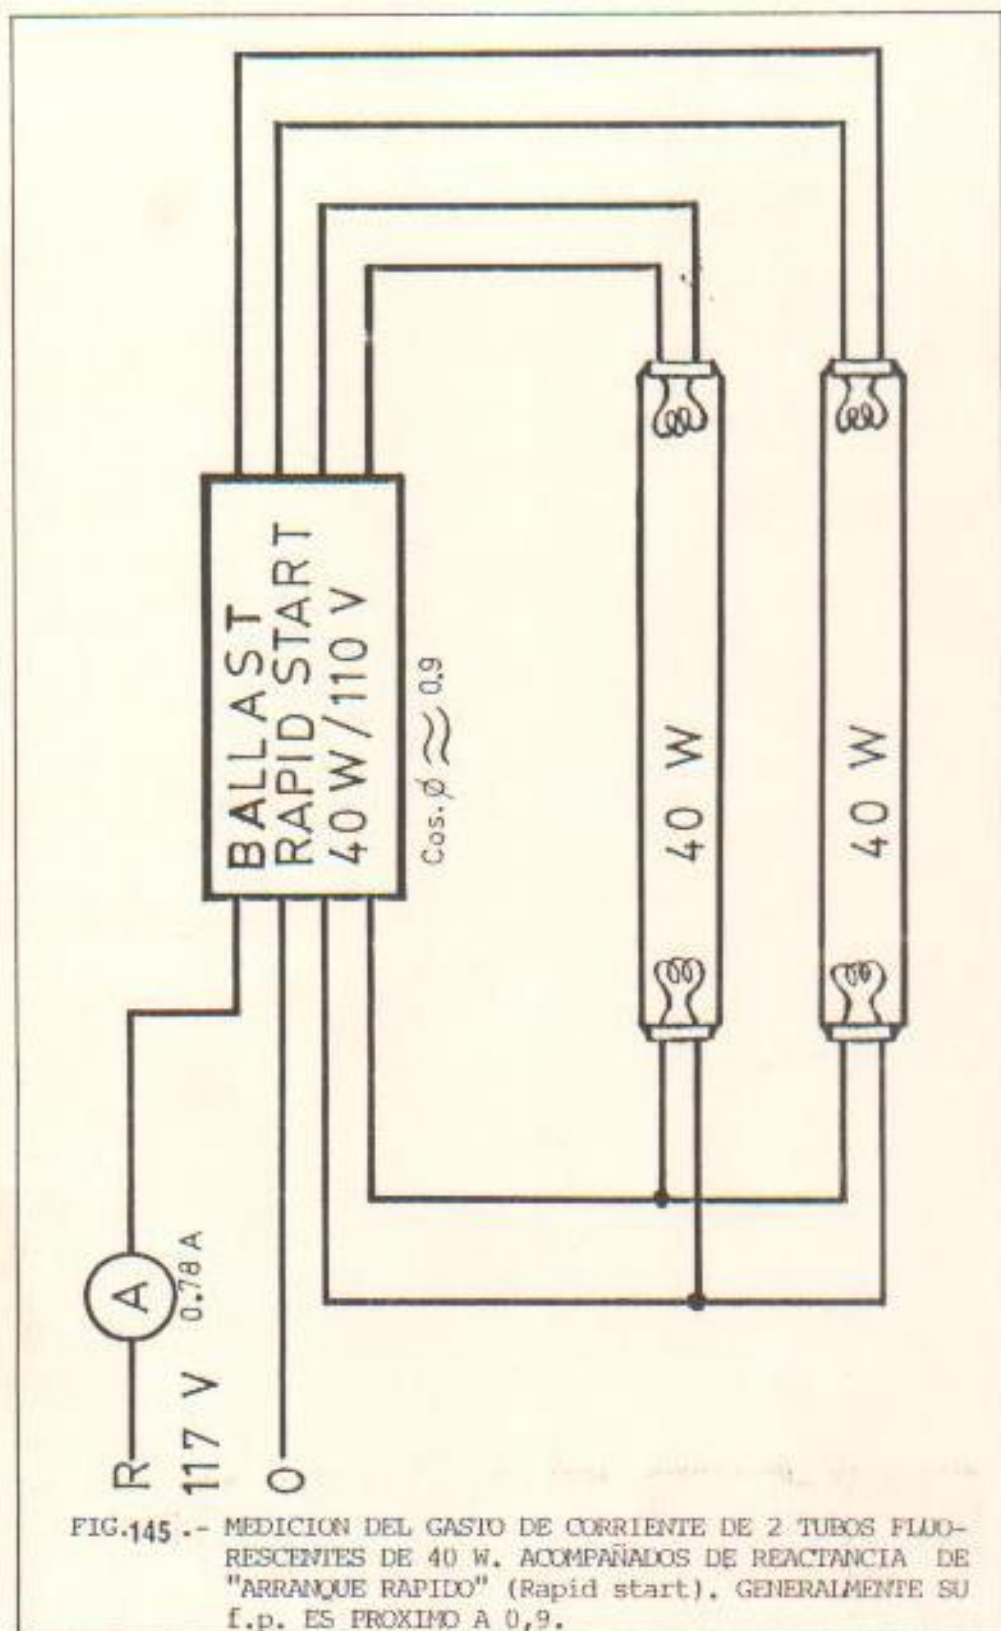 BALLAST
RAPID START
40 W/110 V
Cos. Ø ≈ 0.9
40 W
40 W
A
0.78 A
R
117 V
0
FIG.145 .- MEDICION DEL GASTO DE CORRIENTE DE 2 TUBOS FLUO-
RESCENTES DE 40 W. ACOMPAÑADOS DE REACTANCIA DE
"ARRANQUE RAPIDO" (Rapid start). GENERALMENTE SU
f.p. ES PROXIMO A 0,9.